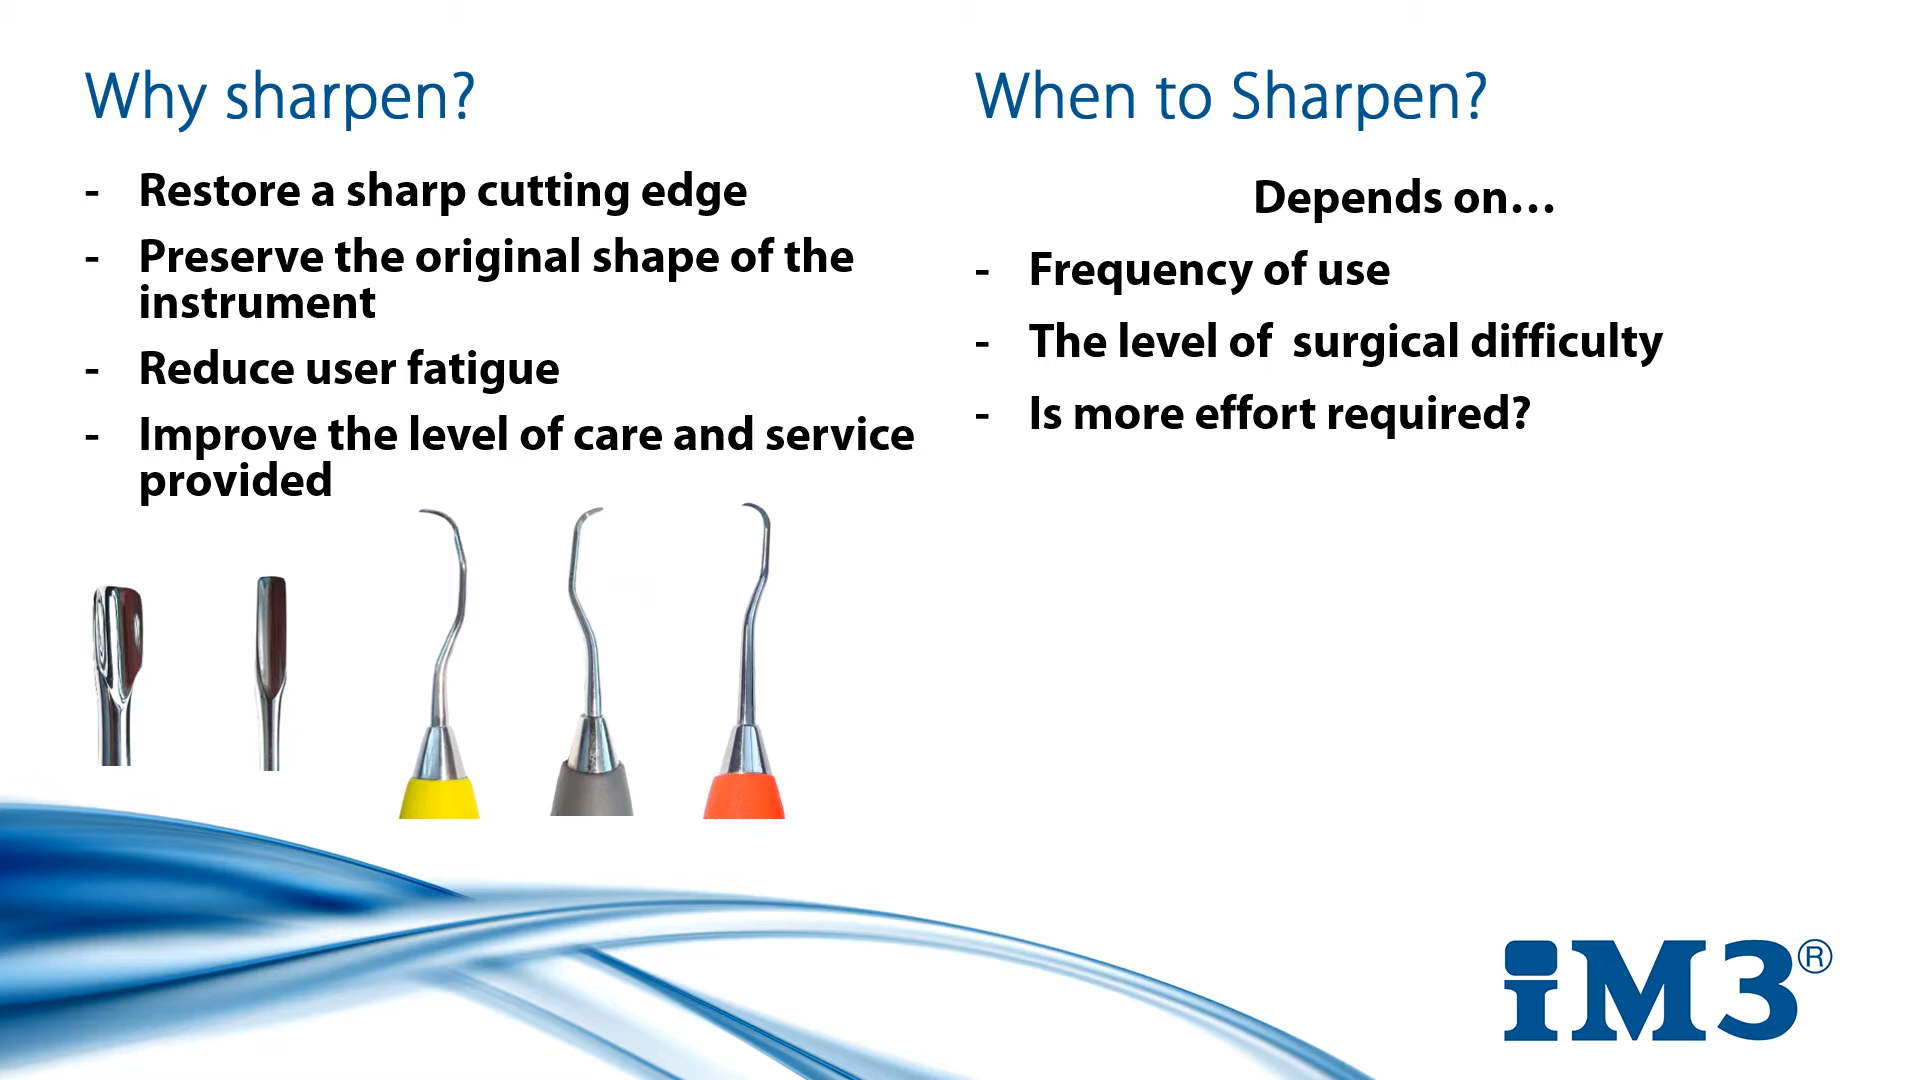 Why sharpen?
- Restore a sharp cutting edge
- Preserve the original shape of the
instrument
- Reduce user fatigue
- Improve the level of care and service
provided
When to Sharpen?
Depends on…
- Frequency of use
- The level of  surgical difficulty
- Is more effort required?
iM3®